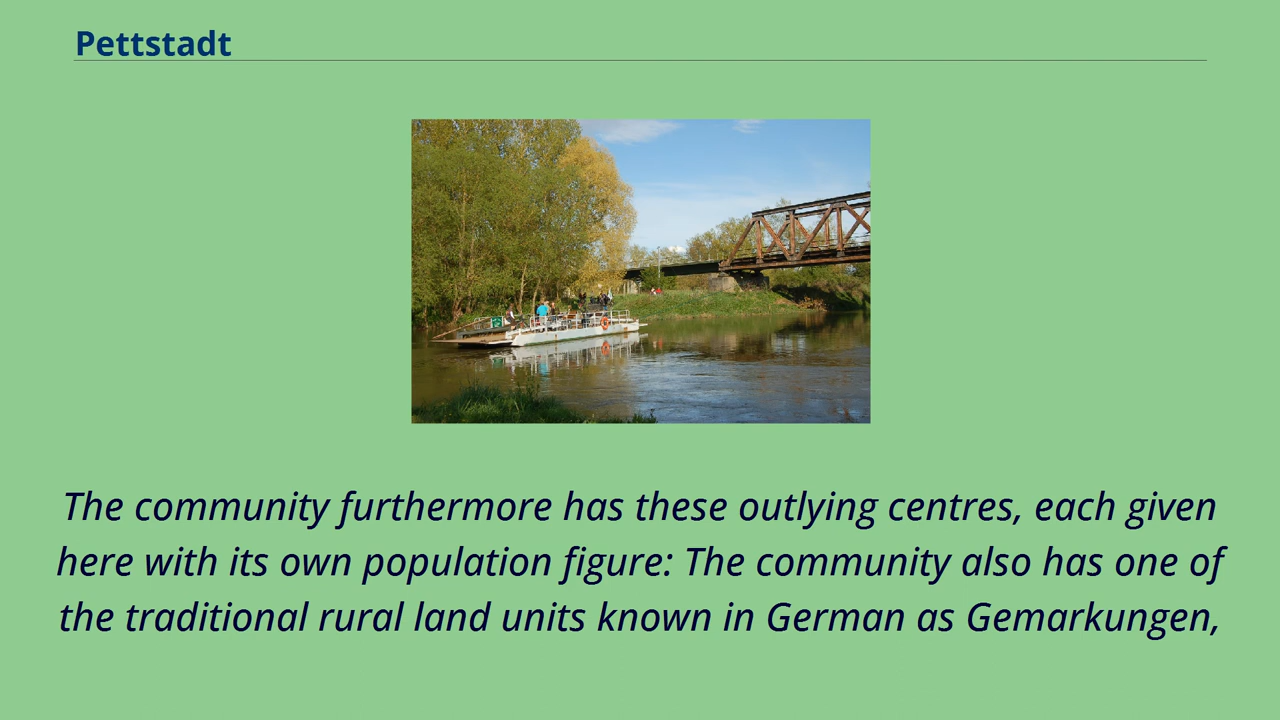 Pettstadt
The community furthermore has these outlying centres, each given
here with its own population figure: The community also has one of
the traditional rural land units known in German as Gemarkungen,